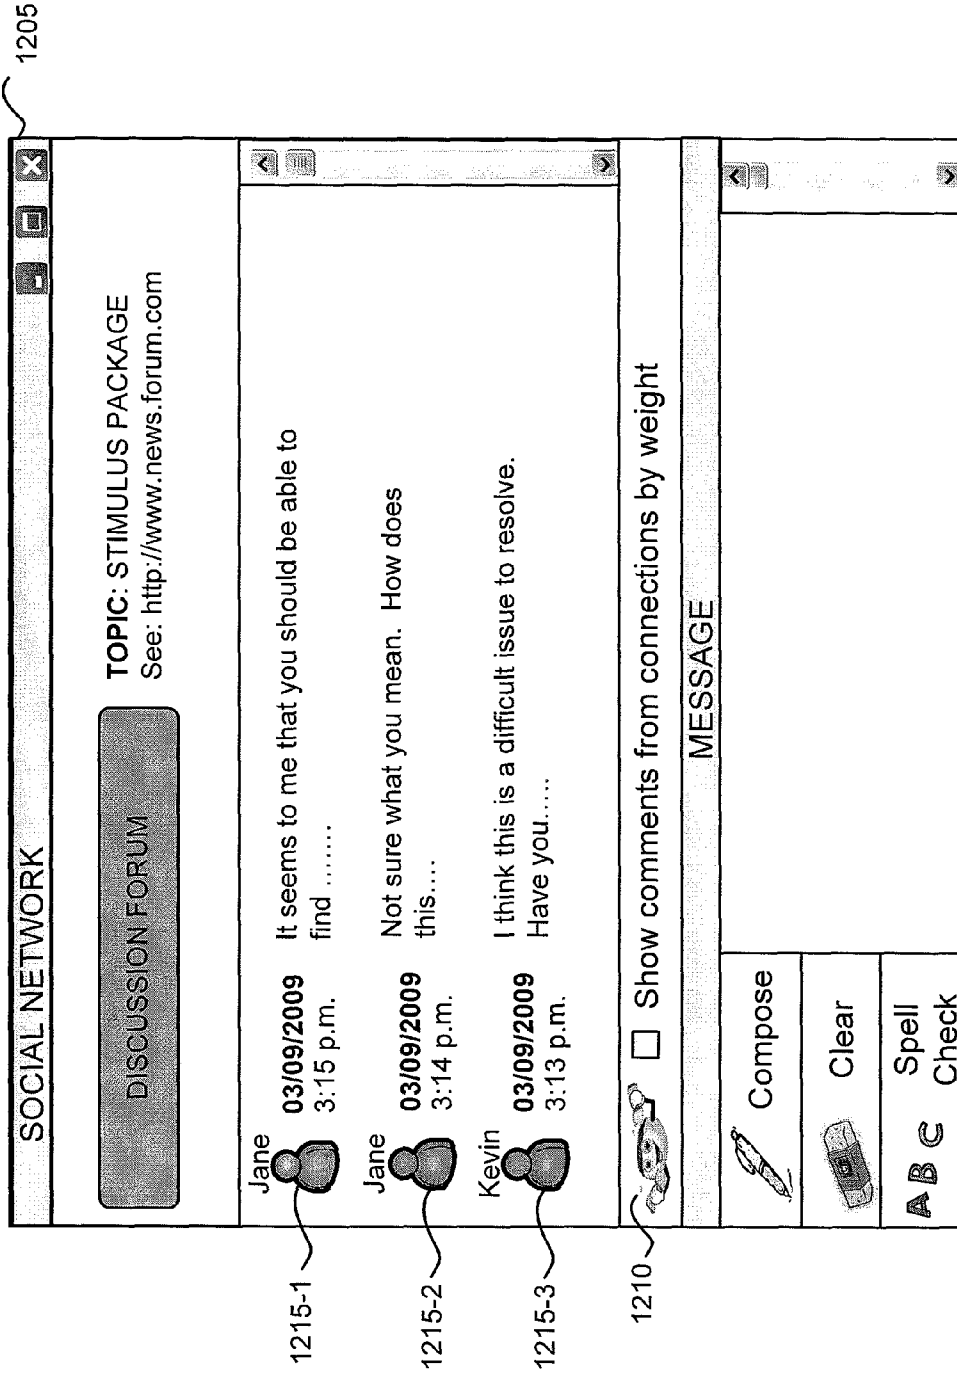 1205
SOCIAL NETWORK
DISCUSSION FORUM
TOPIC: STIMULUS PACKAGE
See: http://www.news.forum.com
Jane
03/09/2009
3:15 p.m.
It seems to me that you should be able to
find .......
1215-1
Jane
03/09/2009
3:14 p.m.
Not sure what you mean. How does
this....
1215-2
Kevin
03/09/2009
3:13 p.m.
I think this is a difficult issue to resolve.
Have you.....
1215-3
Show comments from connections by weight
1210
MESSAGE
Compose
Clear
A B C
Spell
Check